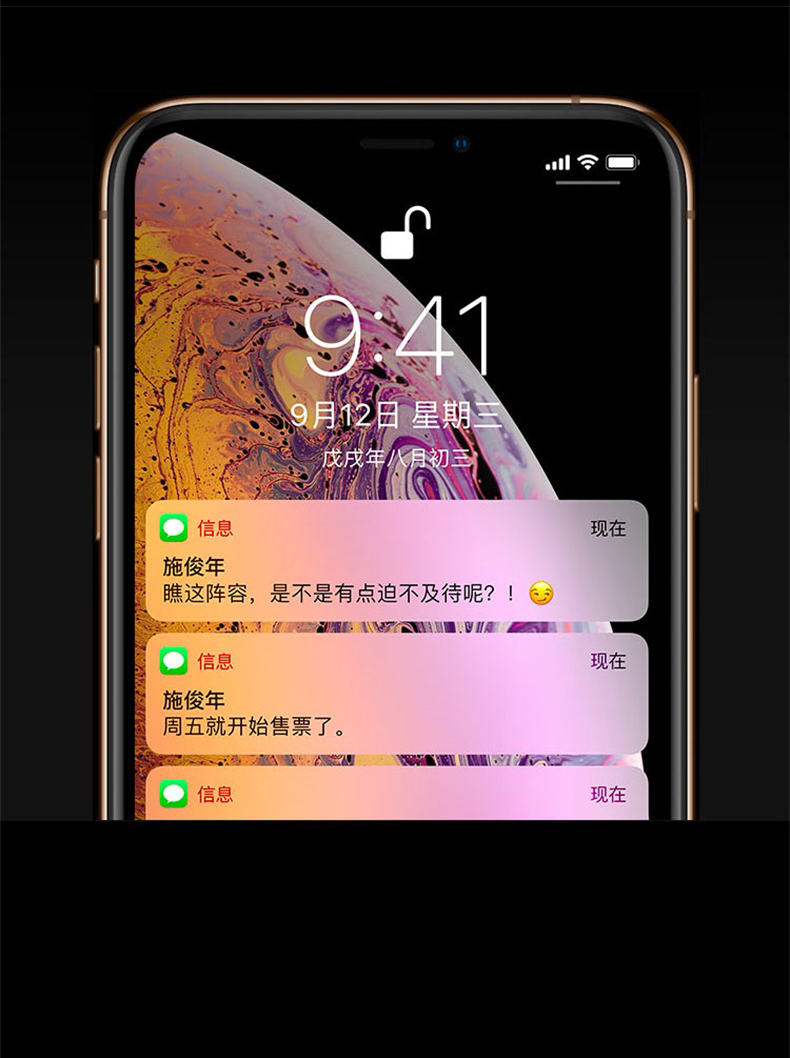 9:41
9月12日 星期三
戊戌年八月初三
信息 现在
施俊年
瞧这阵容，是不是有点迫不及待呢？！😏
信息 现在
施俊年
周五就开始售票了。
信息 现在